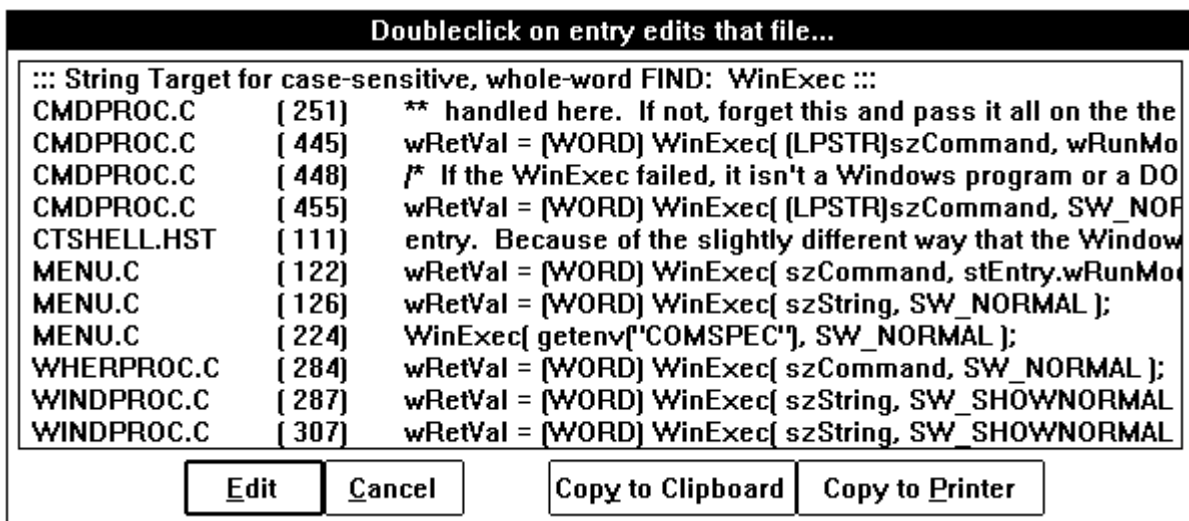 Doubleclick on entry edits that file...
::: String Target for case-sensitive, whole-word FIND: WinExec :::
CMDPROC.C ( 251) ** handled here. If not, forget this and pass it all on the the
CMDPROC.C ( 445) wRetVal = (WORD) WinExec( (LPSTR)szCommand, wRunMo
CMDPROC.C ( 448) /* If the WinExec failed, it isn't a Windows program or a DO
CMDPROC.C ( 455) wRetVal = (WORD) WinExec( (LPSTR)szCommand, SW_NOR
CTSHELL.HST ( 111) entry. Because of the slightly different way that the Window
MENU.C ( 122) wRetVal = (WORD) WinExec( szCommand, stEntry.wRunMod
MENU.C ( 126) wRetVal = (WORD) WinExec( szString, SW_NORMAL );
MENU.C ( 224) WinExec( getenv("COMSPEC"), SW_NORMAL );
WHERPROC.C ( 284) wRetVal = (WORD) WinExec( szCommand, SW_NORMAL );
WINDPROC.C ( 287) wRetVal = (WORD) WinExec( szString, SW_SHOWNORMAL
WINDPROC.C ( 307) wRetVal = (WORD) WinExec( szString, SW_SHOWNORMAL
Edit Cancel Copy to Clipboard Copy to Printer